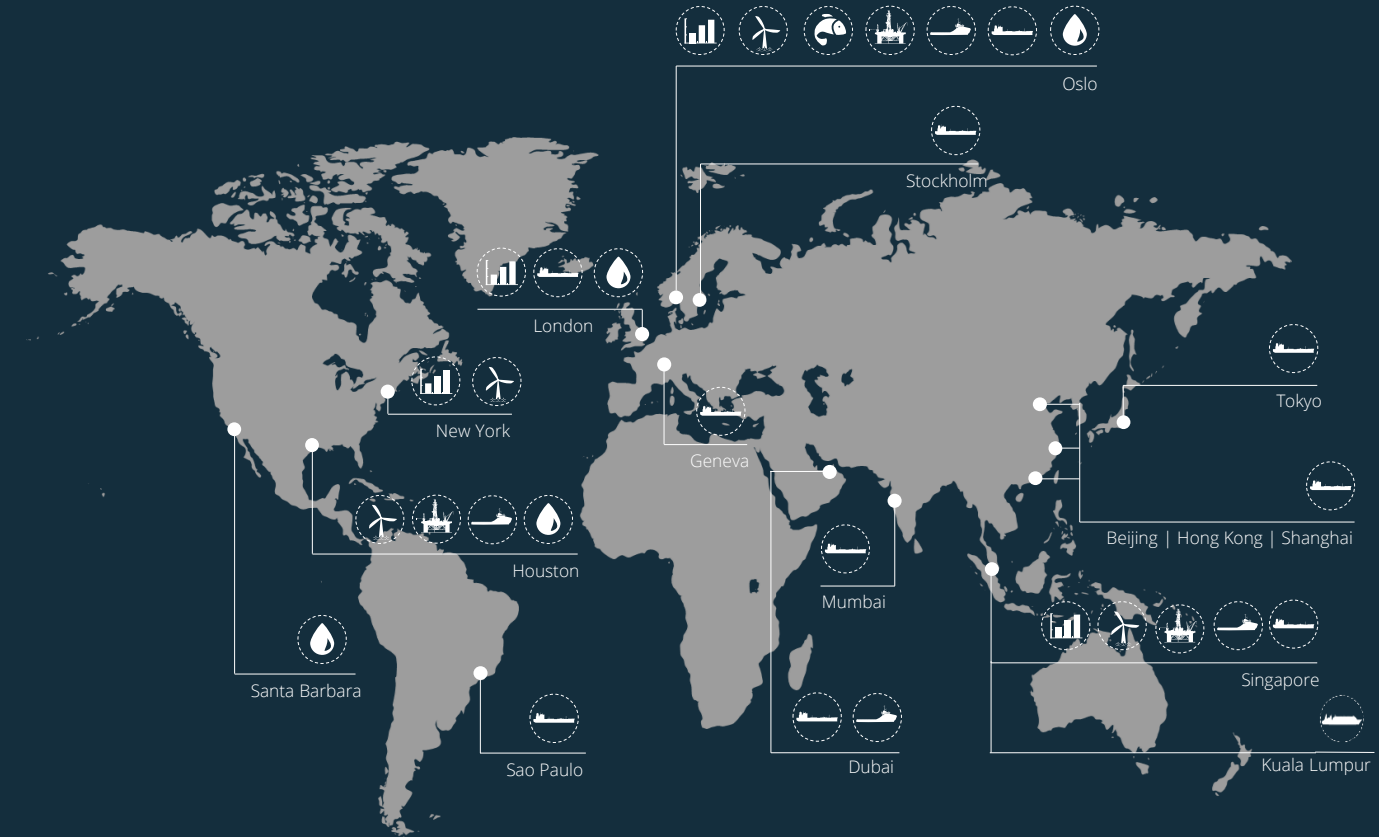 Oslo
Stockholm
London
Tokyo
New York
Geneva
Beijing | Hong Kong | Shanghai
Houston
Mumbai
Singapore
Santa Barbara
Kuala Lumpur
Dubai
Sao Paulo